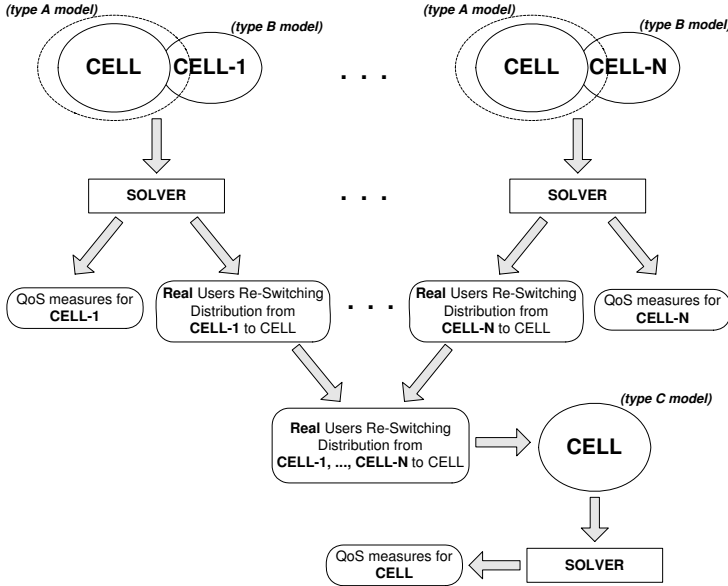 (type A model)
(type B model)
CELL
CELL-1
. . .
(type A model)
(type B model)
CELL
CELL-N
SOLVER
. . .
SOLVER
QoS measures for
CELL-1
Real Users Re-Switching
Distribution from
CELL-1 to CELL
. . .
Real Users Re-Switching
Distribution from
CELL-N to CELL
QoS measures for
CELL-N
Real Users Re-Switching
Distribution from
CELL-1, ..., CELL-N to CELL
(type C model)
CELL
QoS measures for
CELL
SOLVER